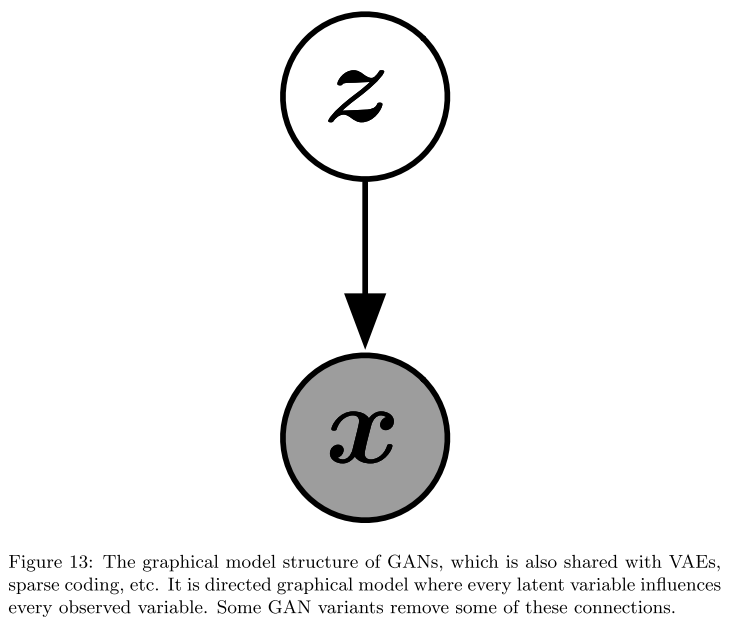 z
x
Figure 13: The graphical model structure of GANs, which is also shared with VAEs,
sparse coding, etc. It is directed graphical model where every latent variable influences
every observed variable. Some GAN variants remove some of these connections.